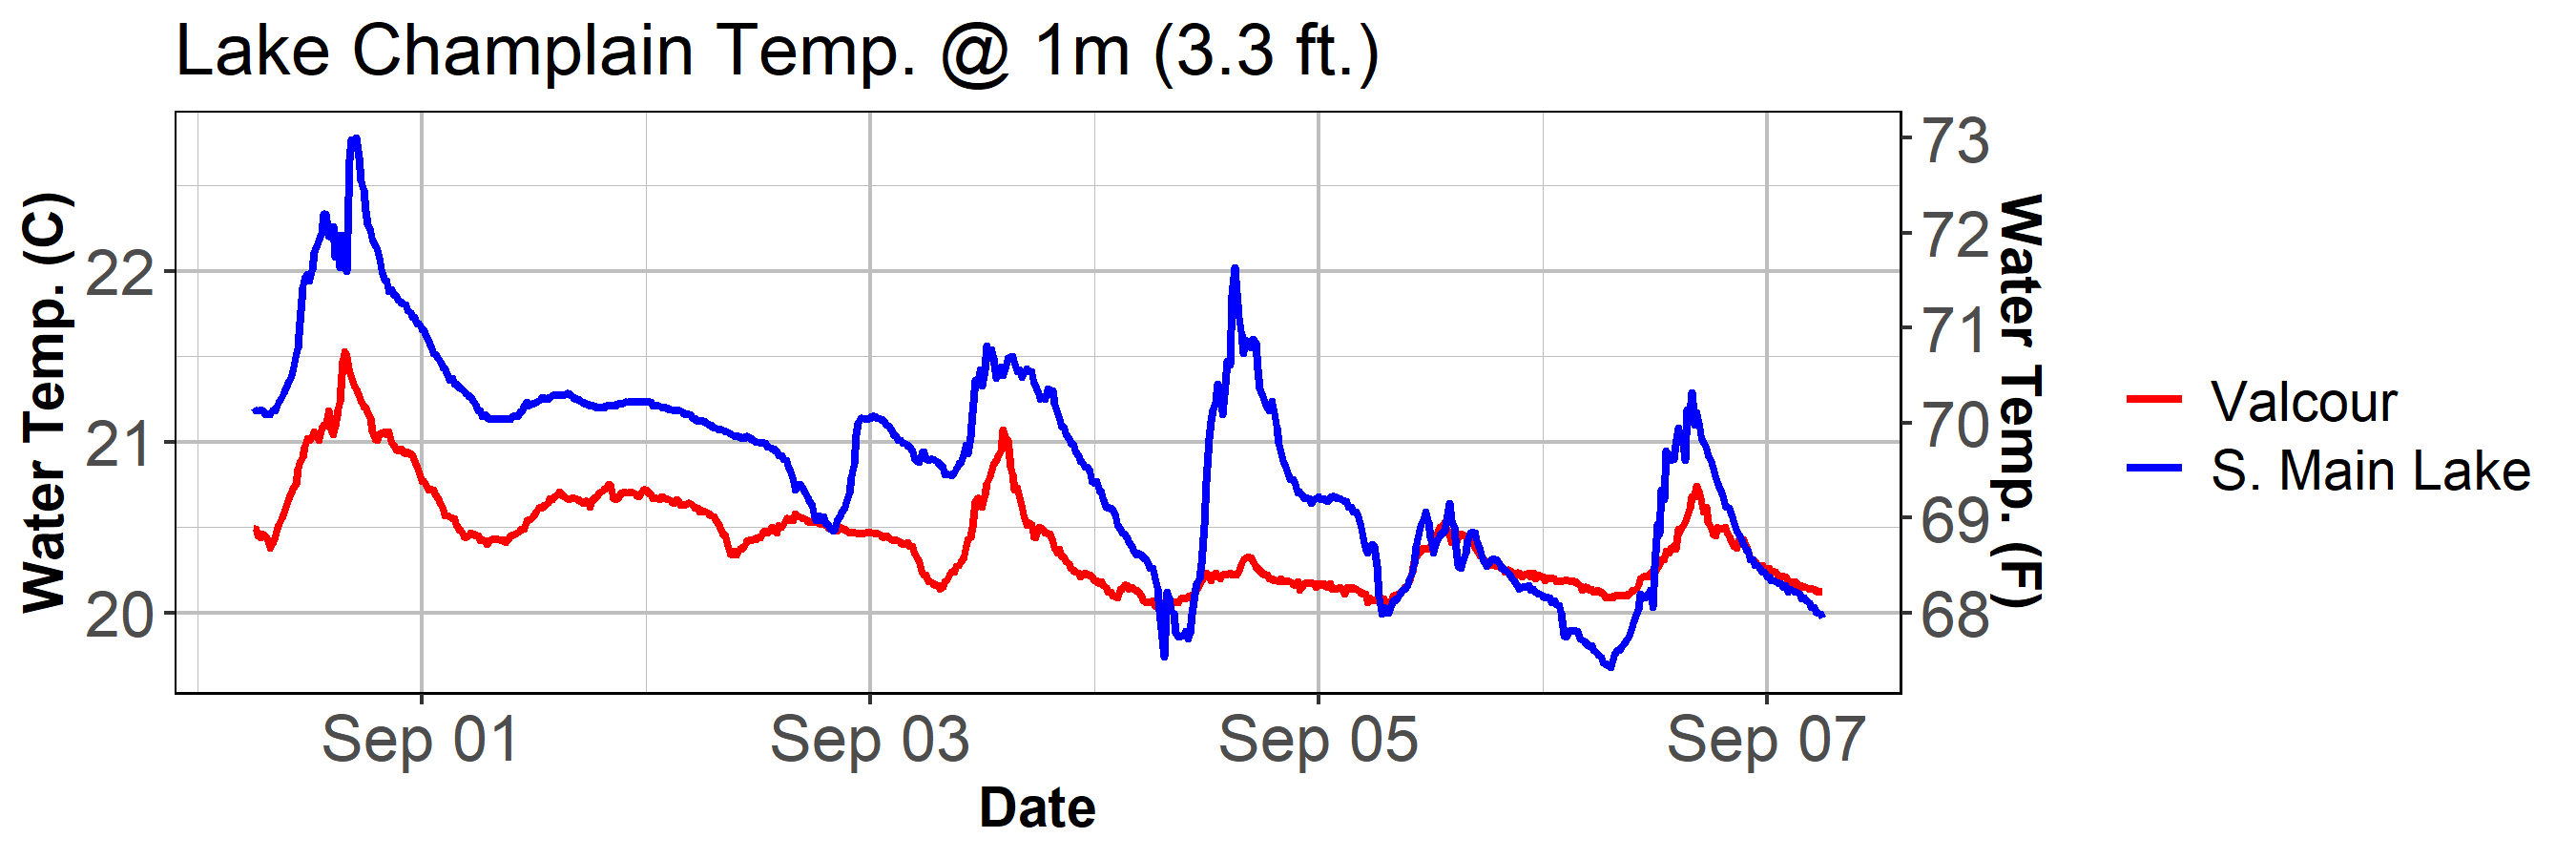 Lake Champlain Temp. @ 1m (3.3 ft.)
Water Temp. (C)
22
21
20
73
72
71
70
69
68
Water Temp. (F)
Sep 01
Sep 03
Sep 05
Sep 07
Date
Valcour
S. Main Lake